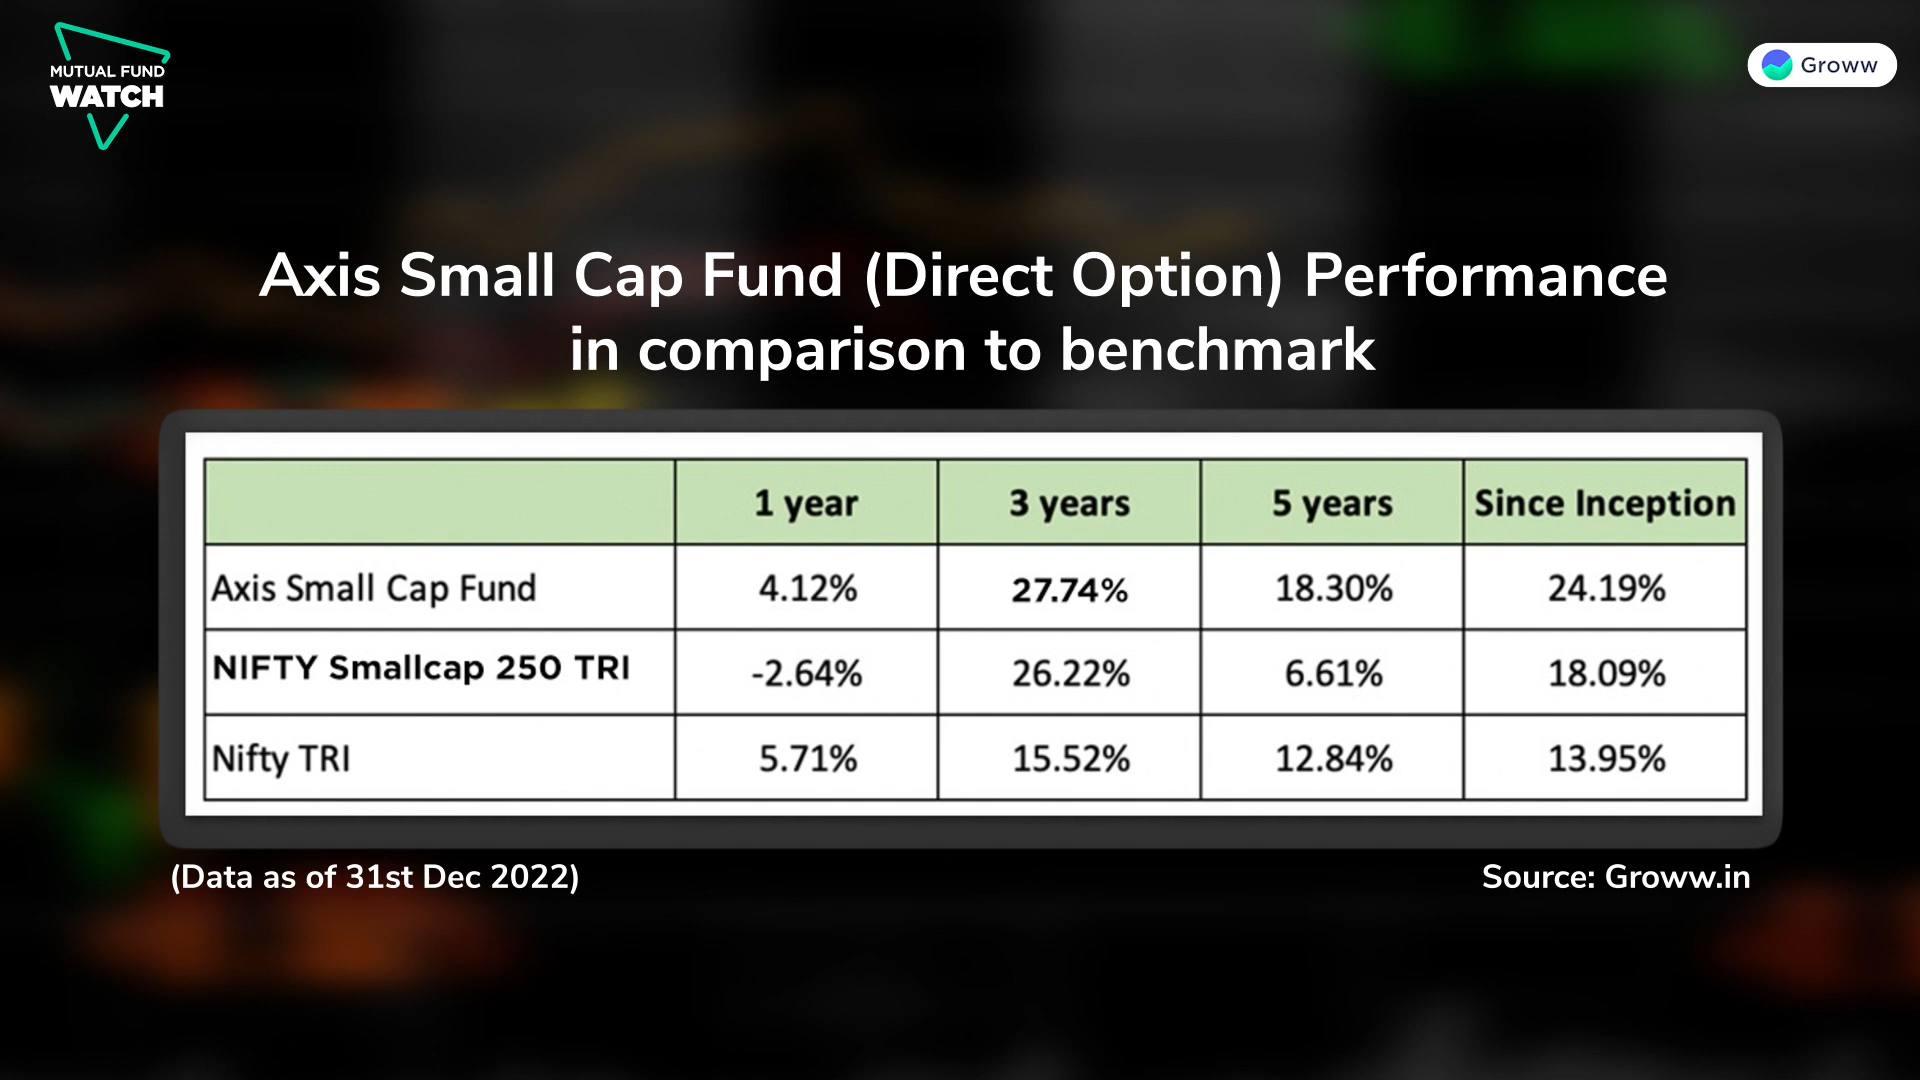 MUTUAL FUND
WATCH
Groww
Axis Small Cap Fund (Direct Option) Performance
in comparison to benchmark
1 year 3 years 5 years Since Inception
Axis Small Cap Fund 4.12% 27.74% 18.30% 24.19%
NIFTY Smallcap 250 TRI -2.64% 26.22% 6.61% 18.09%
Nifty TRI 5.71% 15.52% 12.84% 13.95%
(Data as of 31st Dec 2022) Source: Groww.in